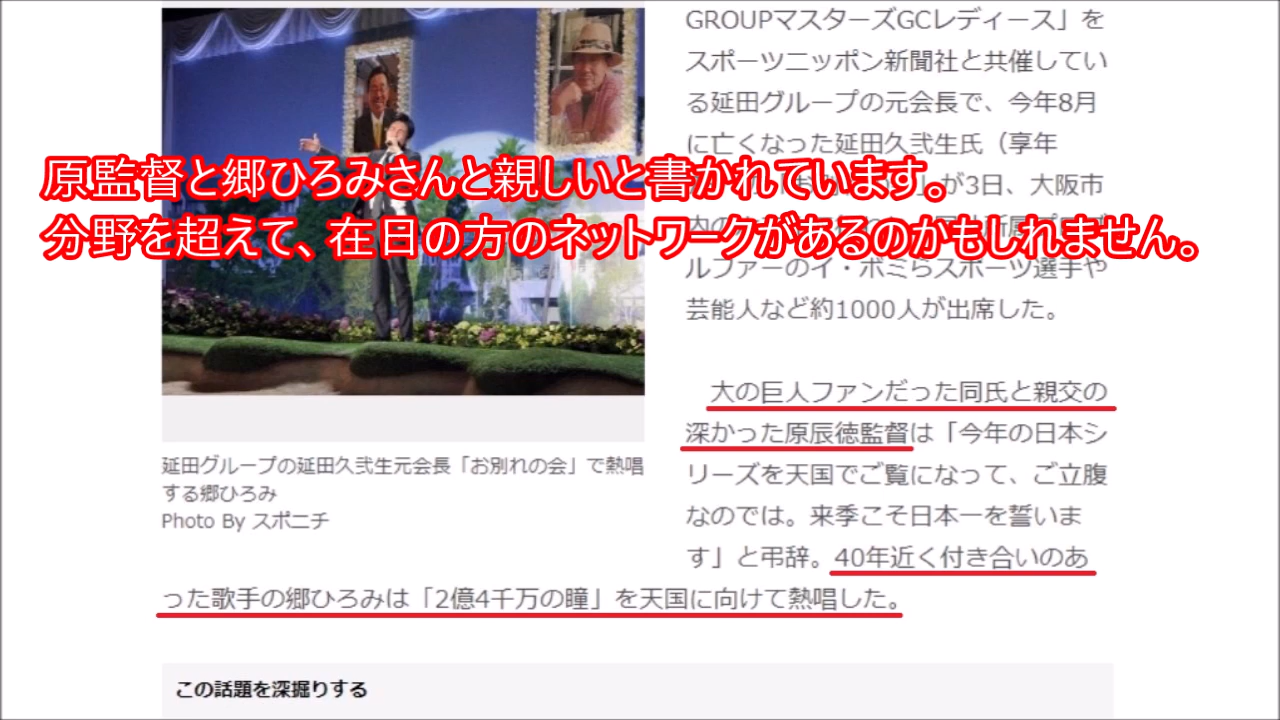 GROUPマスターズGCレディース」を
スポーツニッポン新聞社と共催してい
る延田グループの元会長で、今年8月
に亡くなった延田久弐生氏（享年
原監督と郷ひろみさんと親しいと書かれています。
が3日、大阪市
分野を超えて、在日の方のネットワークがあるのかもしれません。
ルファーのイ・ボミらスポーツ選手や
芸能人など約1000人が出席した。
大の巨人ファンだった同氏と親交の
深かった原辰徳監督は「今年の日本シ
リーズを天国でご覧になって、ご立腹
なのでは。来季こそ日本一を誓いま
す」と弔辞。40年近く付き合いのあ
った歌手の郷ひろみは「2億4千万の瞳」を天国に向けて熱唱した。
延田グループの延田久弐生元会長「お別れの会」で熱唱
する郷ひろみ
Photo By スポニチ
この話題を深掘りする